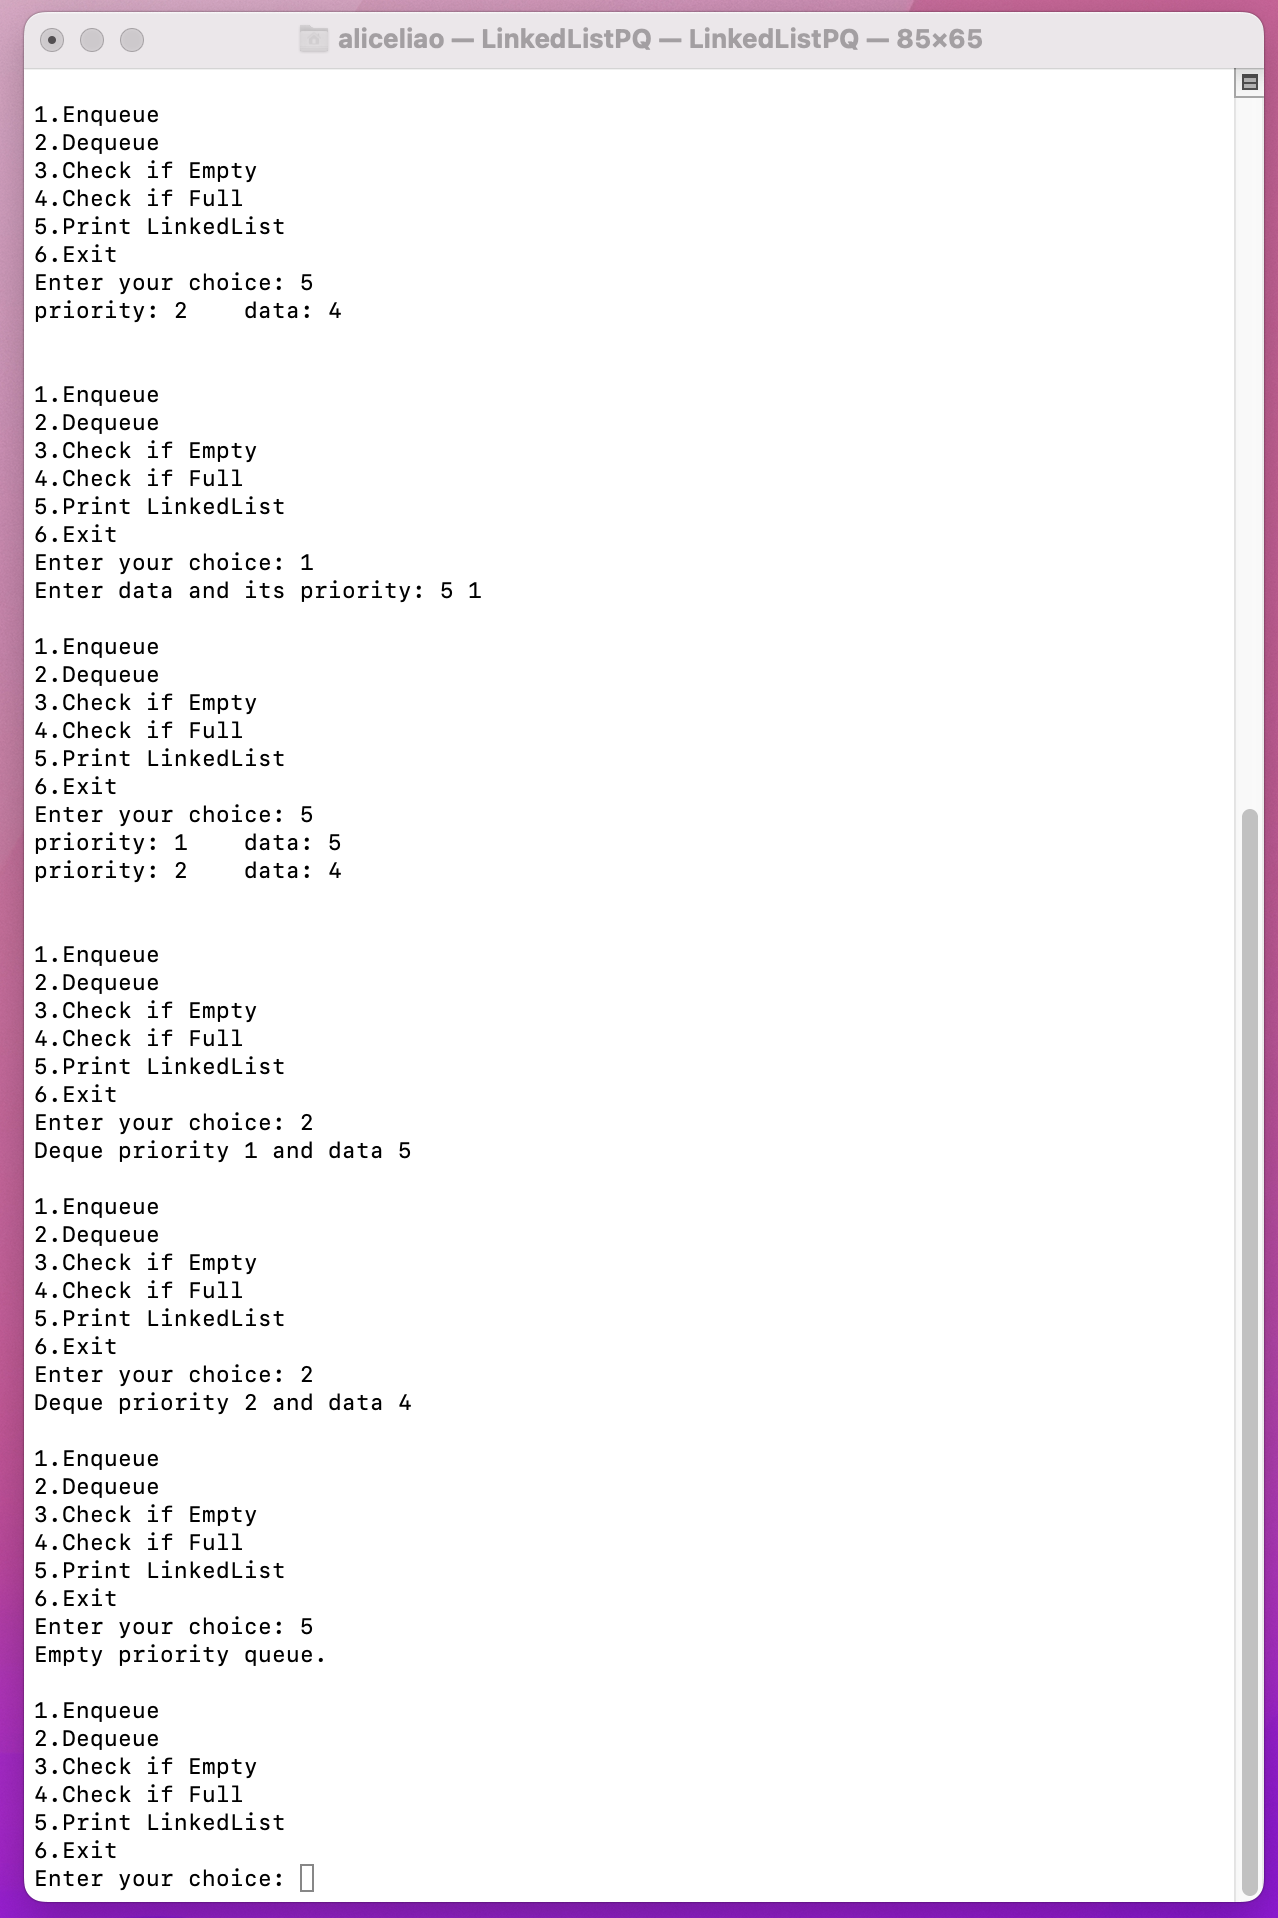 aliceliao — LinkedListPQ — LinkedListPQ — 85×65
1.Enqueue
2.Dequeue
3.Check if Empty
4.Check if Full
5.Print LinkedList
6.Exit
Enter your choice: 5
priority: 2    data: 4
1.Enqueue
2.Dequeue
3.Check if Empty
4.Check if Full
5.Print LinkedList
6.Exit
Enter your choice: 1
Enter data and its priority: 5 1
1.Enqueue
2.Dequeue
3.Check if Empty
4.Check if Full
5.Print LinkedList
6.Exit
Enter your choice: 5
priority: 1    data: 5
priority: 2    data: 4
1.Enqueue
2.Dequeue
3.Check if Empty
4.Check if Full
5.Print LinkedList
6.Exit
Enter your choice: 2
Deque priority 1 and data 5
1.Enqueue
2.Dequeue
3.Check if Empty
4.Check if Full
5.Print LinkedList
6.Exit
Enter your choice: 2
Deque priority 2 and data 4
1.Enqueue
2.Dequeue
3.Check if Empty
4.Check if Full
5.Print LinkedList
6.Exit
Enter your choice: 5
Empty priority queue.
1.Enqueue
2.Dequeue
3.Check if Empty
4.Check if Full
5.Print LinkedList
6.Exit
Enter your choice: